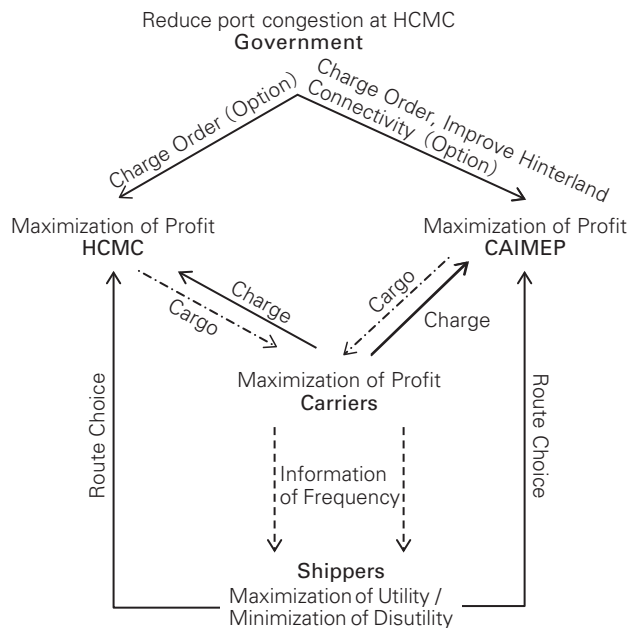 Reduce port congestion at HCMC
Government
Charge Order (Option)
Charge Order, Improve Hinterland
Connectivity (Option)
Maximization of Profit
HCMC
Maximization of Profit
CAIMEP
Cargo
Charge
Cargo
Charge
Maximization of Profit
Carriers
Route Choice
Route Choice
Information
of Frequency
Shippers
Maximization of Utility /
Minimization of Disutility